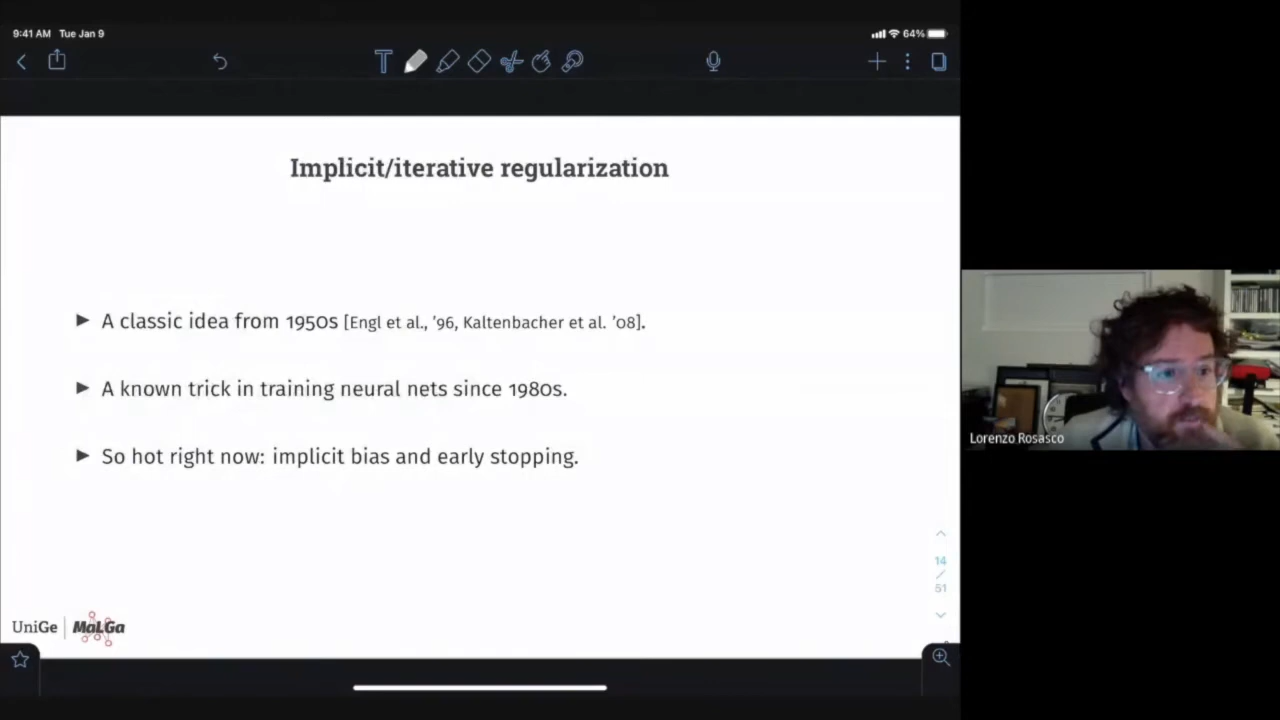 9:41 AM Tue Jan 9
64%
T
Implicit/iterative regularization
► A classic idea from 1950s [Engl et al., '96, Kaltenbacher et al. '08].
► A known trick in training neural nets since 1980s.
► So hot right now: implicit bias and early stopping.
Lorenzo Rosasco
14
/
51
UniGe | MaLGa